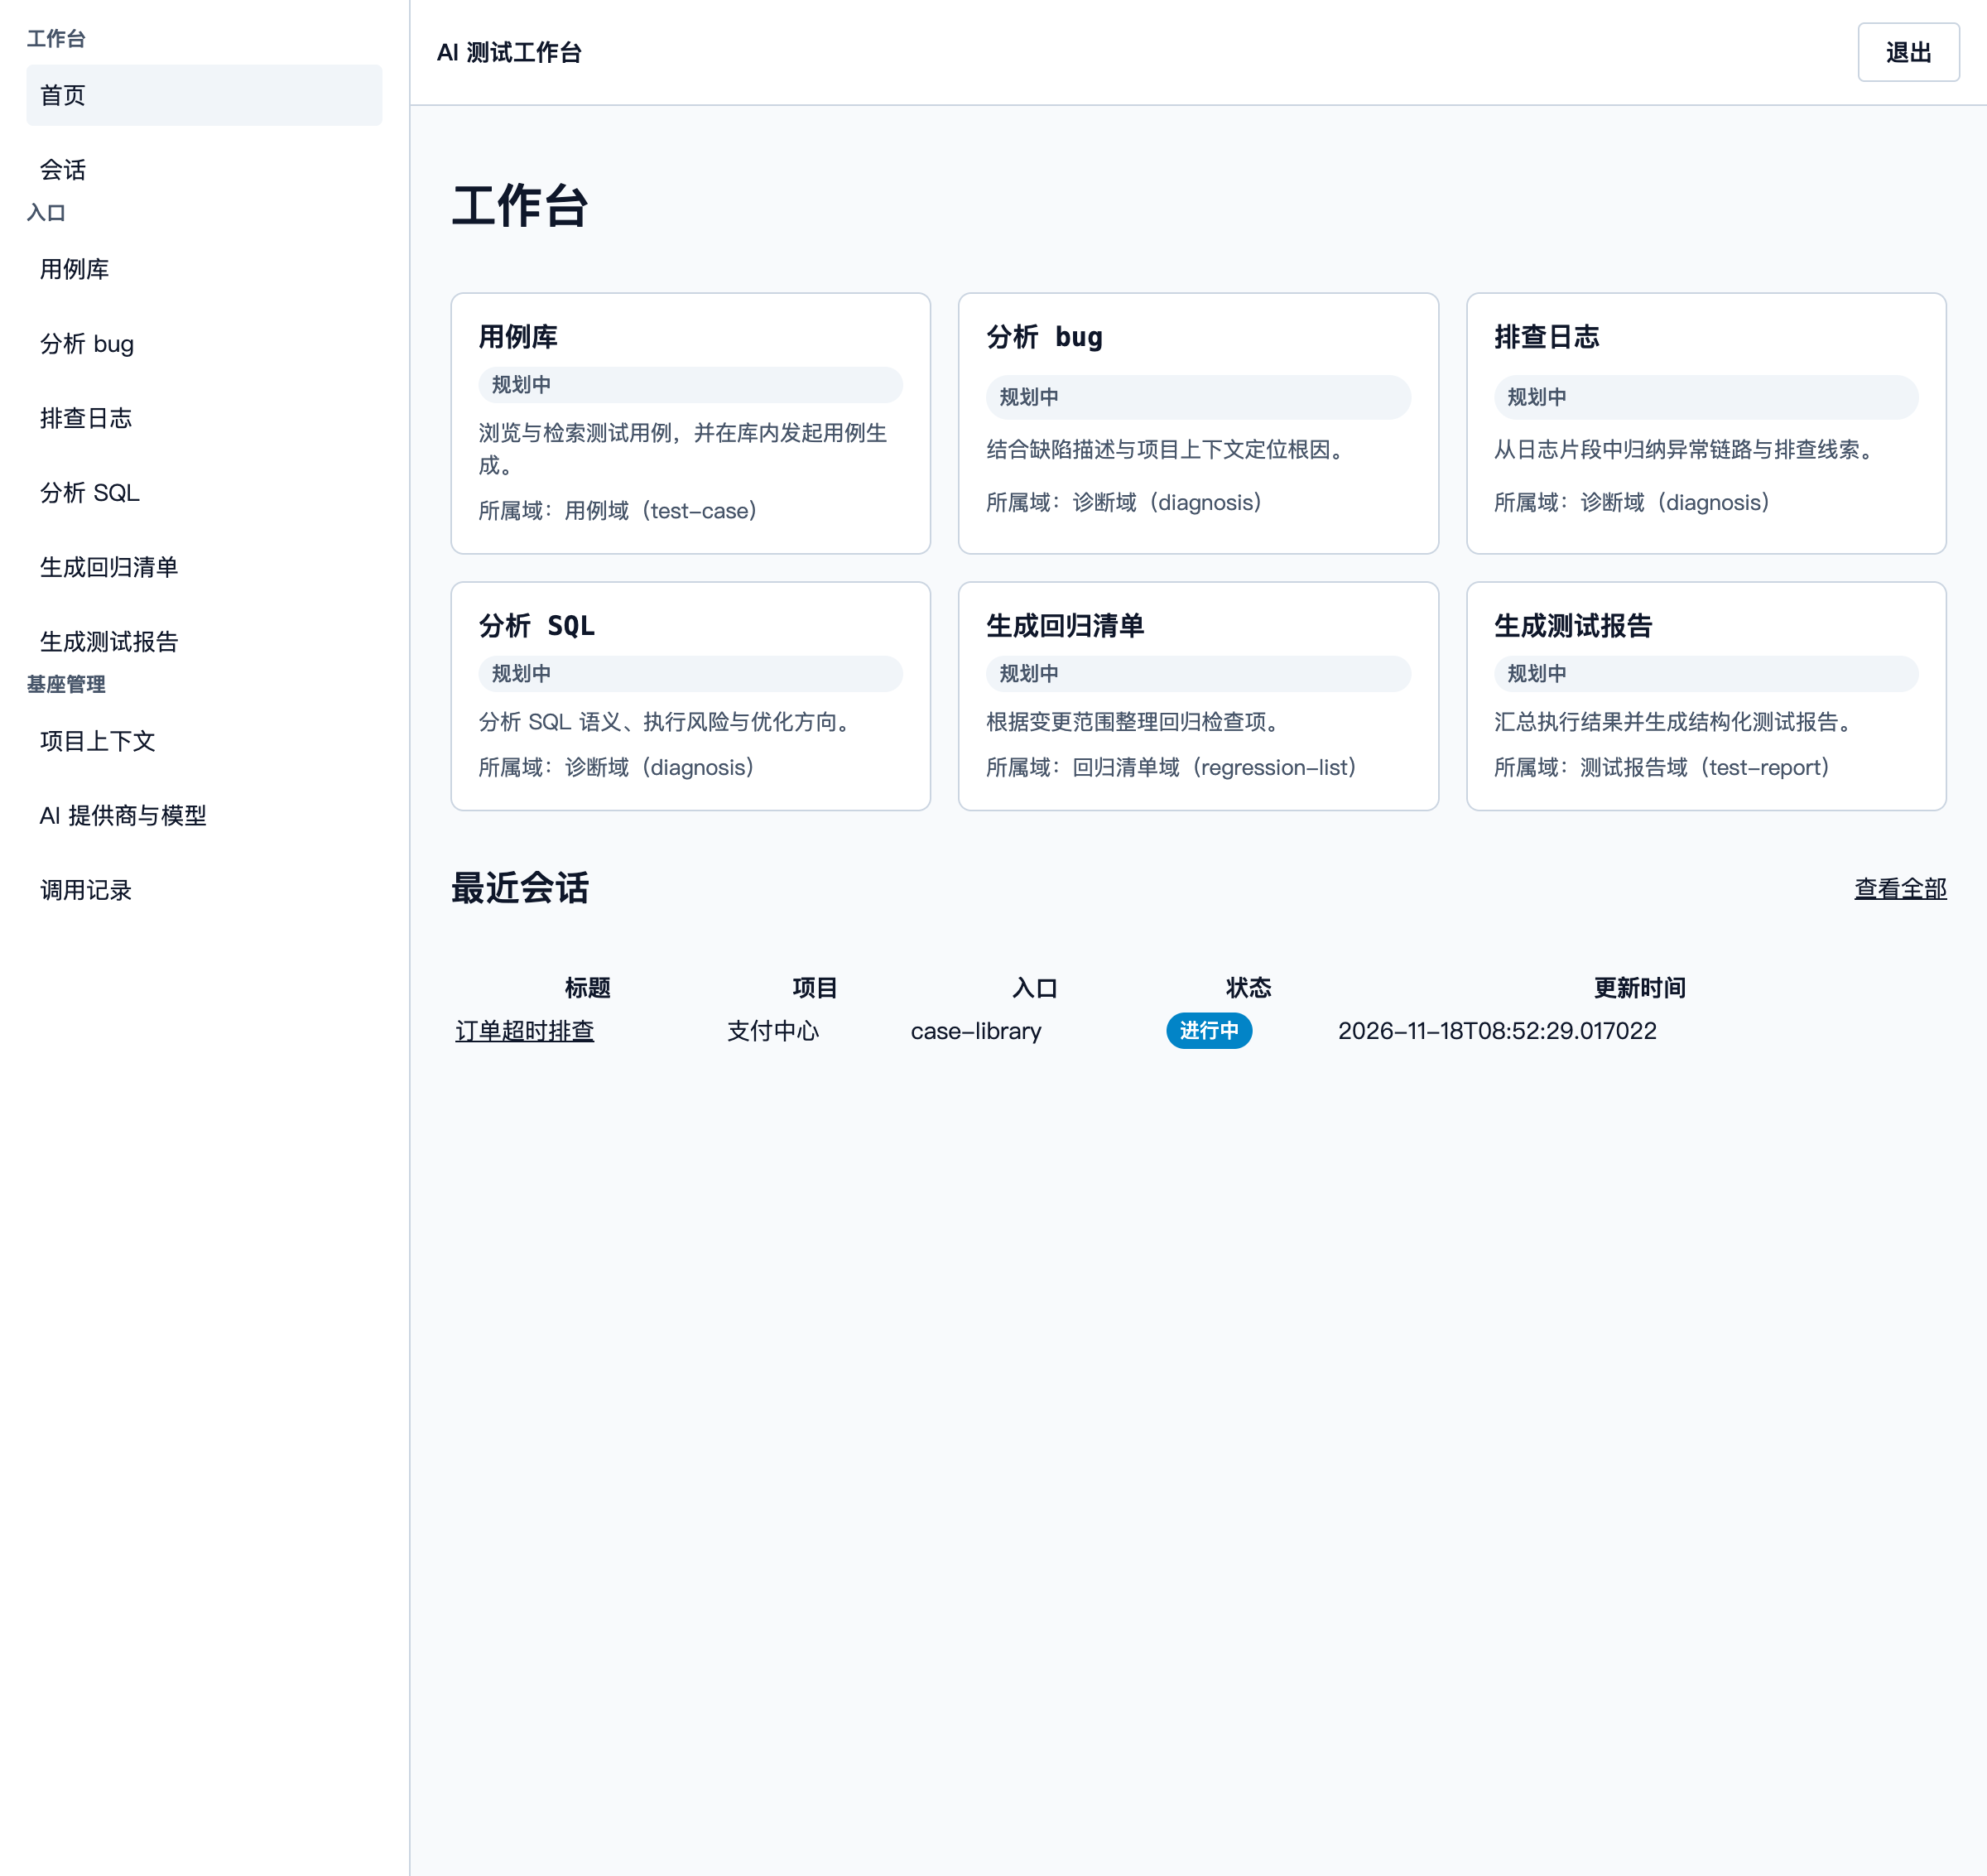 工作台
首页
会话
入口
用例库
分析 bug
排查日志
分析 SQL
生成回归清单
生成测试报告
基座管理
项目上下文
AI 提供商与模型
调用记录
AI 测试工作台
退出
工作台
用例库
规划中
浏览与检索测试用例，并在库内发起用例生
成。
所属域：用例域（test-case）
分析 bug
规划中
结合缺陷描述与项目上下文定位根因。
所属域：诊断域（diagnosis）
排查日志
规划中
从日志片段中归纳异常链路与排查线索。
所属域：诊断域（diagnosis）
分析 SQL
规划中
分析 SQL 语义、执行风险与优化方向。
所属域：诊断域（diagnosis）
生成回归清单
规划中
根据变更范围整理回归检查项。
所属域：回归清单域（regression-list）
生成测试报告
规划中
汇总执行结果并生成结构化测试报告。
所属域：测试报告域（test-report）
最近会话
查看全部
标题 项目 入口 状态 更新时间
订单超时排查 支付中心 case-library 进行中 2026-11-18T08:52:29.017022